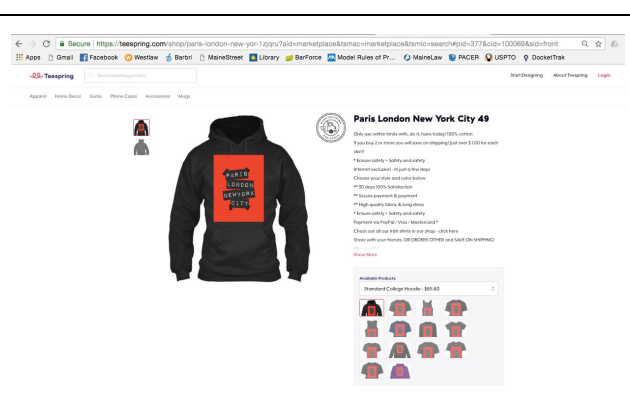 Secure | https://teespring.com/shop/paris-london-new-yor-1zjqru?aid=marketplace&tsmac=marketplace&tsmic=search#pid=377&cid=100069&sid=front
Apps Gmail Facebook Westlaw Barbri MaineStreet Library BarForce Model Rules of Pr... MaineLaw PACER USPTO DocketTrak
Teespring
Start Designing About Teespring Login
Apparel Home Decor Socks Phone Cases Accessories Mugs
Paris London New York City 49
Only use within limits with: do it, have today! 100% cotton
If you buy 2 or more you will save on shipping! Just over $1.00 for each
shirt!
* Ensure safety + Safety and safety
Internet exclusive! - In just a few days
Choose your style and color below
** 30 days 100% Satisfaction
** Secure payment & payment
** High quality fabric & long dress
* Ensure safety + Safety and safety
Payment via PayPal / Visa / Mastercard *
Check out all our Irish shirts in our shop - click here
Share with your friends, OR ORDERS OTHER and SAVE ON SHIPPING!
Show More
PARIS
LONDON
NEWYORK
CITY
Available Products:
Standard College Hoodie - $65.60